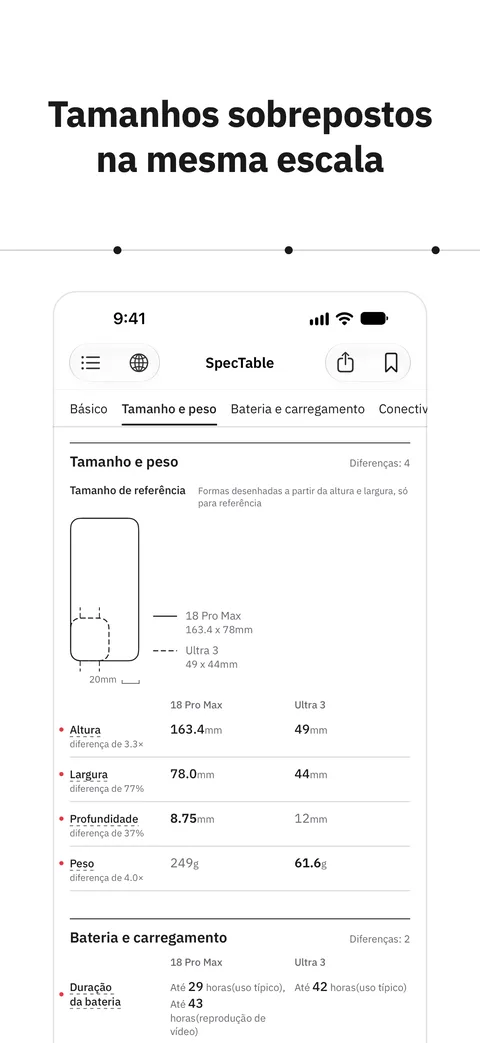 Tamanhos sobrepostos
na mesma escala
9:41
SpecTable
Básico Tamanho e peso Bateria e carregamento Conectiv
Tamanho e peso Diferenças: 4
Tamanho de referência Formas desenhadas a partir da altura e largura, só
para referência
18 Pro Max
163.4 x 78mm
Ultra 3
49 x 44mm
20mm
18 Pro Max Ultra 3
Altura 163.4mm 49mm
diferença de 3.3×
Largura 78.0mm 44mm
diferença de 77%
Profundidade 8.75mm 12mm
diferença de 37%
Peso 249g 61.6g
diferença de 4.0×
Bateria e carregamento Diferenças: 2
18 Pro Max Ultra 3
Duração da bateria
Até 29 horas(uso típico),
Até 43
horas(reprodução de
vídeo)
Até 42 horas(uso típico)